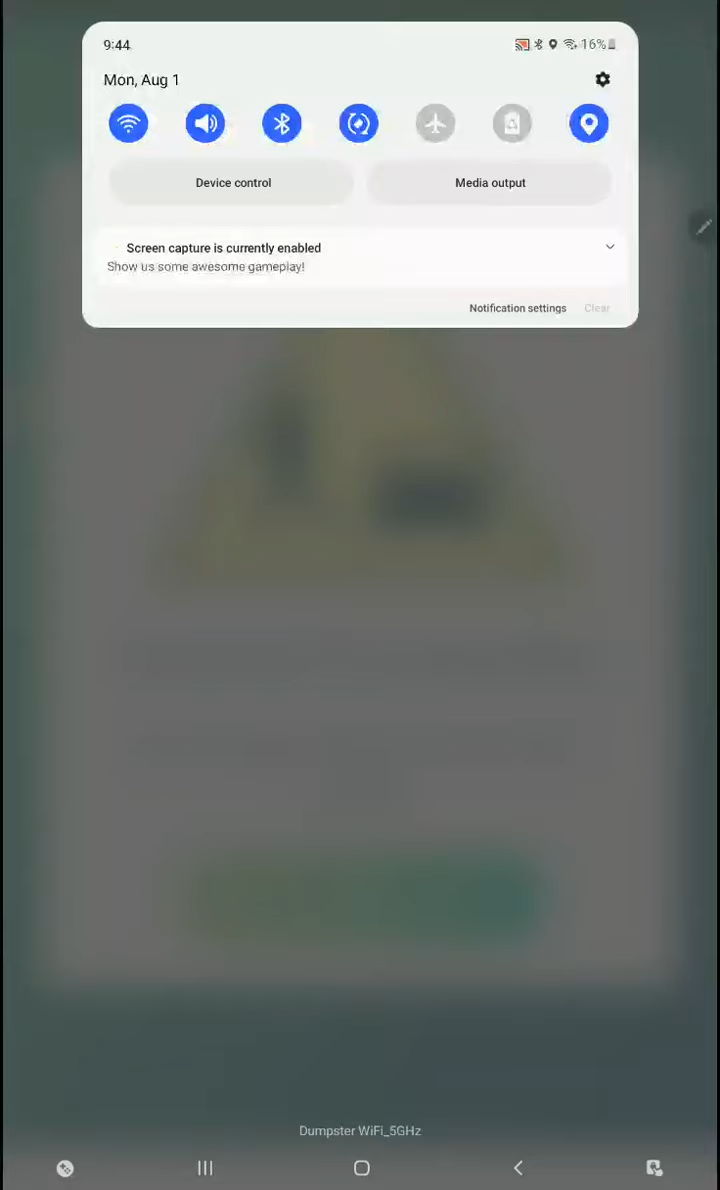 9:44
16%
Mon, Aug 1
Device control
Media output
Screen capture is currently enabled
Show us some awesome gameplay!
Notification settings
Clear
Dumpster WiFi_5GHz